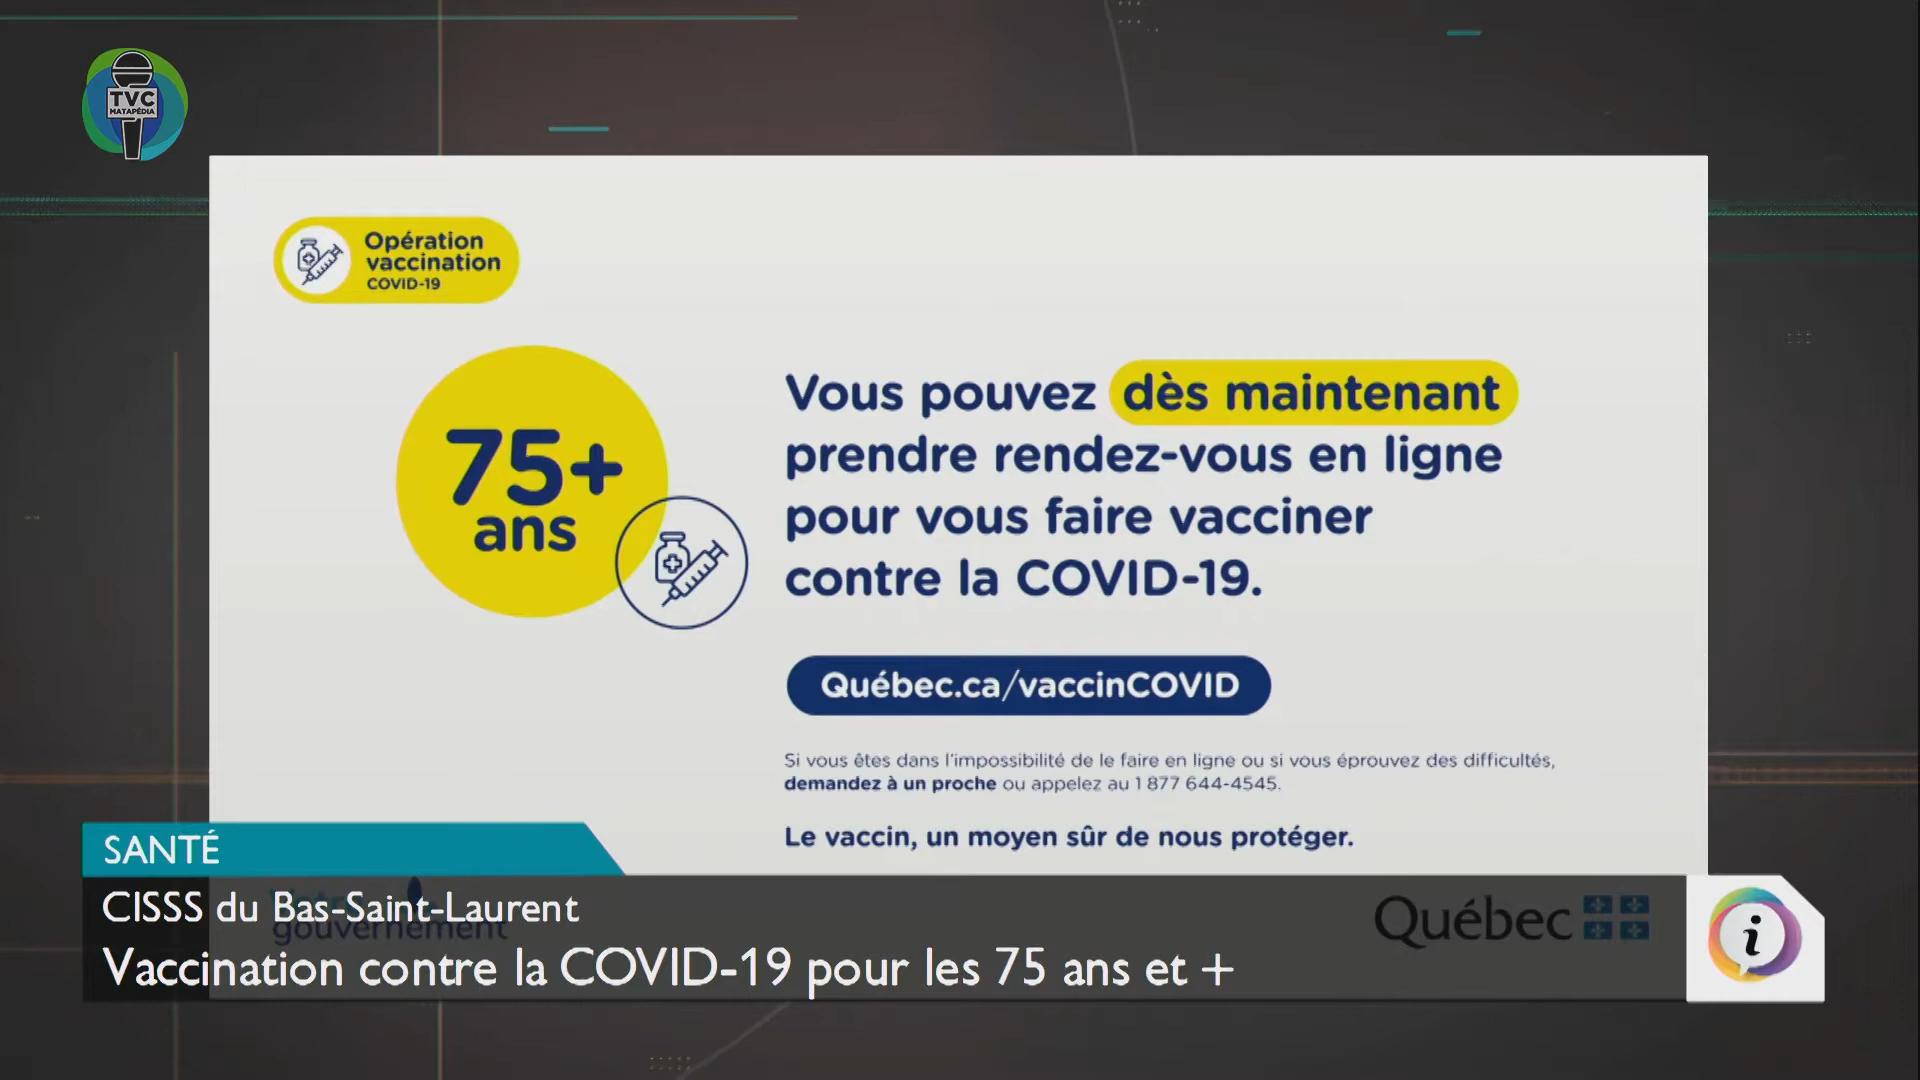 TVC
MATAPÉDIA
Opération
vaccination
COVID-19
75+
ans
Vous pouvez dès maintenant
prendre rendez-vous en ligne
pour vous faire vacciner
contre la COVID-19.
Québec.ca/vaccinCOVID
Si vous êtes dans l'impossibilité de le faire en ligne ou si vous éprouvez des difficultés,
demandez à un proche ou appelez au 1 877 644-4545.
Le vaccin, un moyen sûr de nous protéger.
SANTÉ
CISSS du Bas-Saint-Laurent
gouvernement
Québec
Vaccination contre la COVID-19 pour les 75 ans et +
i